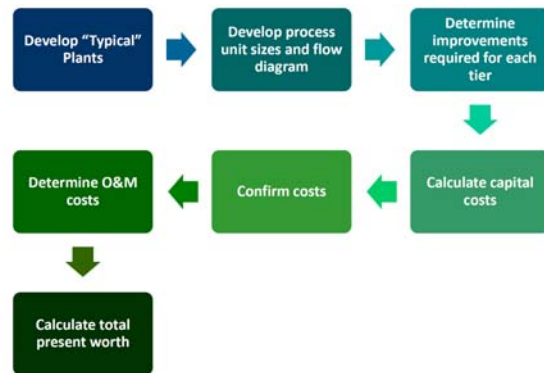 Develop “Typical”
Plants
Develop process
unit sizes and flow
diagram
Determine
improvements
required for each
tier
Calculate capital
costs
Confirm costs
Determine O&M
costs
Calculate total
present worth